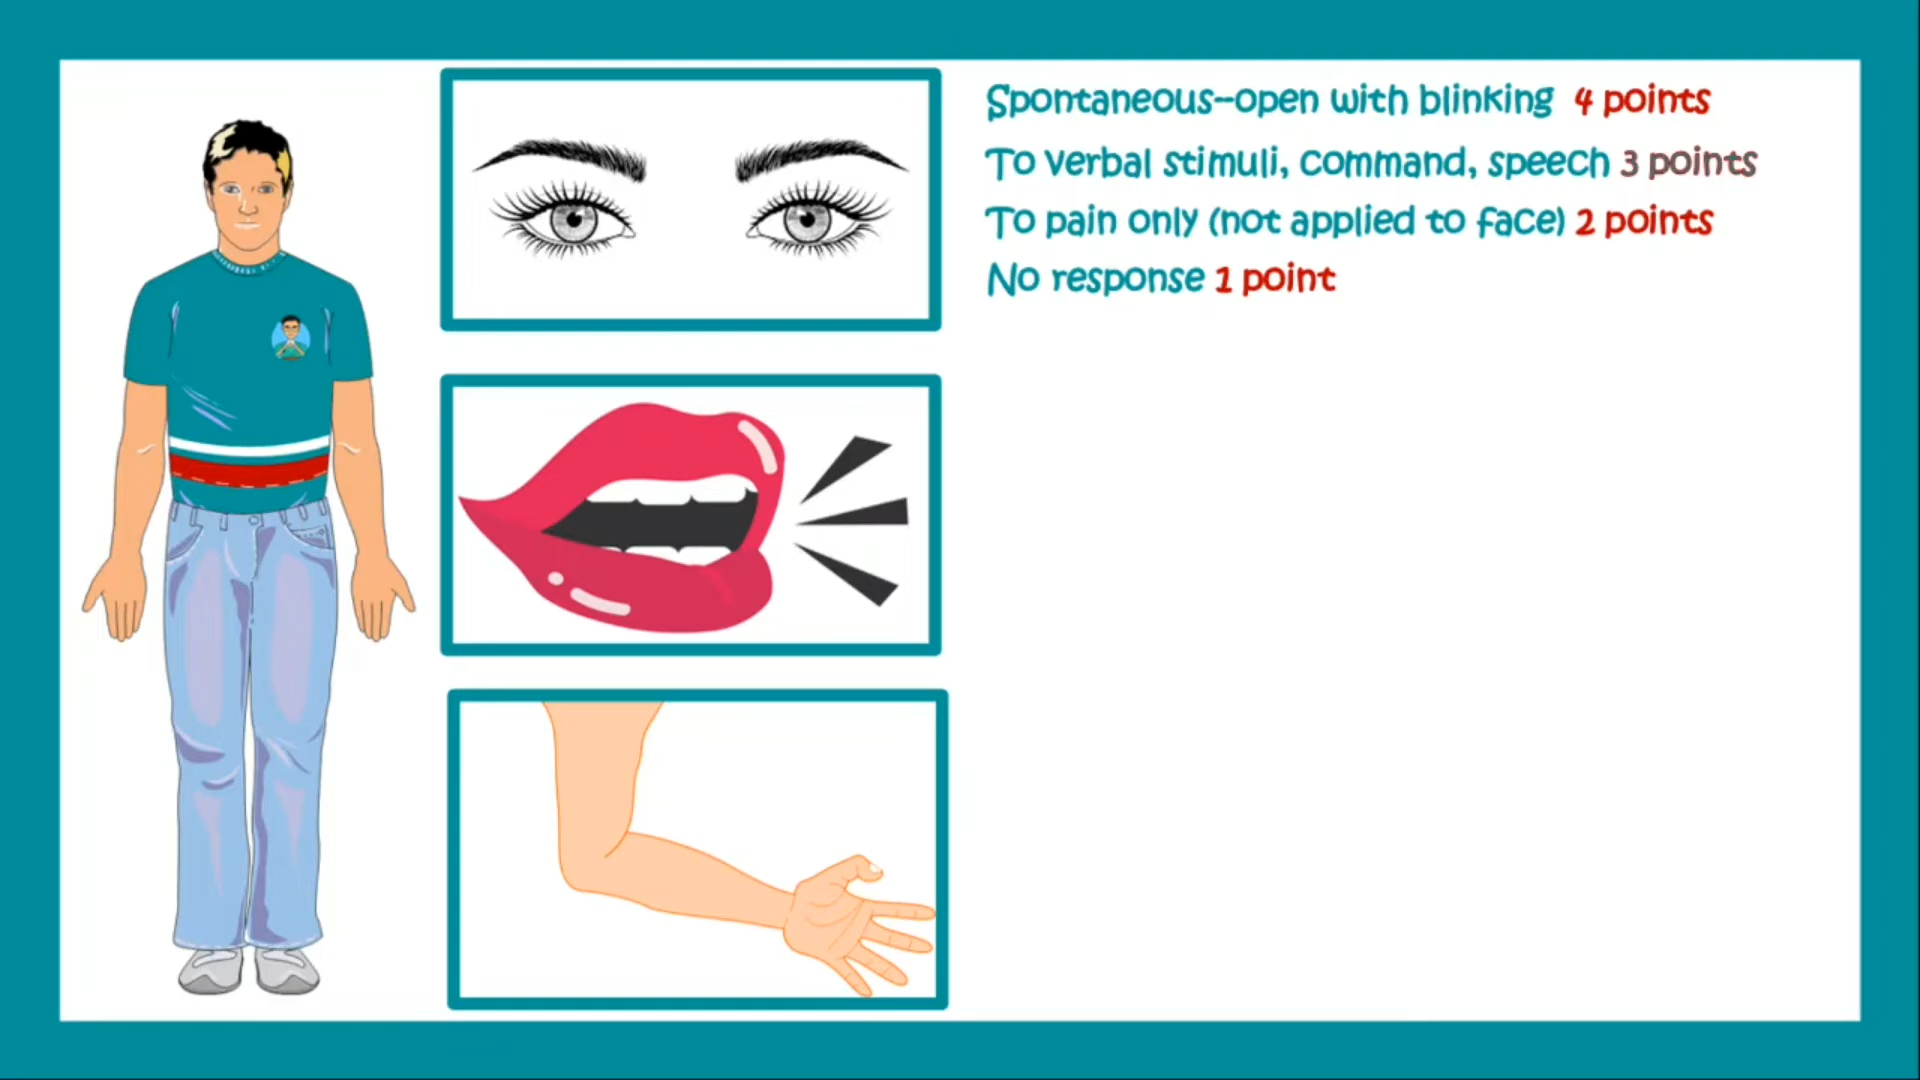 Spontaneous--open with blinking 4 points
To verbal stimuli, command, speech 3 points
To pain only (not applied to face) 2 points
No response 1 point